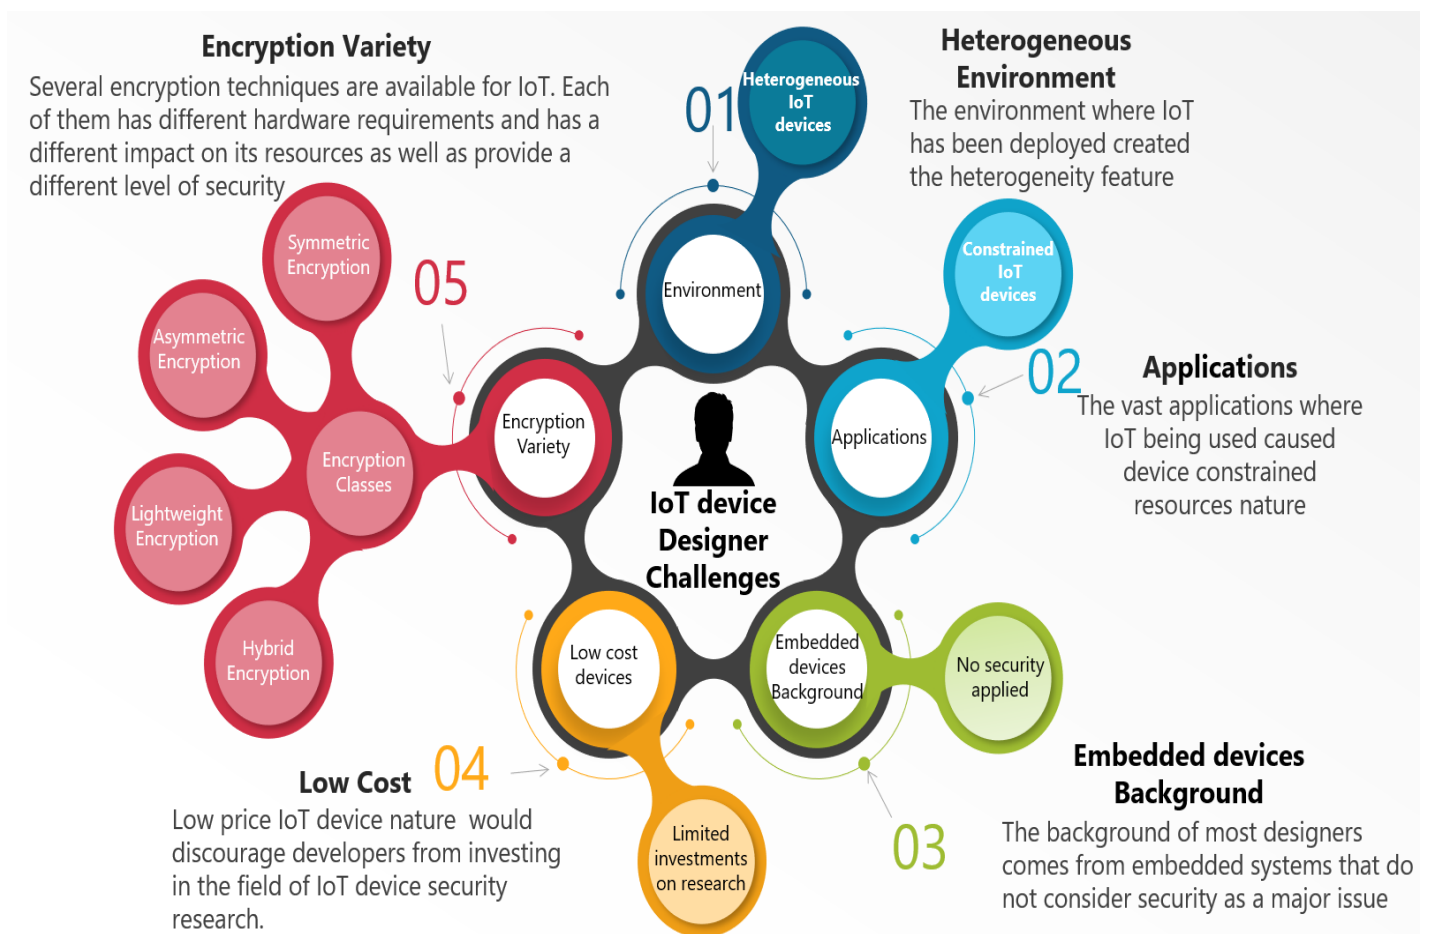 Encryption Variety
Several encryption techniques are available for IoT. Each
of them has different hardware requirements and has a
different impact on its resources as well as provide a
different level of security
01
Heterogeneous
IoT
devices
Heterogeneous
Environment
The environment where IoT
has been deployed created
the heterogeneity feature
Environment
Constrained
IoT
devices
02
Applications
Applications
The vast applications where
IoT being used caused
device constrained
resources nature
05
Symmetric
Encryption
Asymmetric
Encryption
Lightweight
Encryption
Hybrid
Encryption
Encryption
Classes
Encryption
Variety
IoT device
Designer
Challenges
Low cost
devices
Embedded
devices
Background
No security
applied
04
Low Cost
Low price IoT device nature  would
discourage developers from investing
in the field of IoT device security
research.
Limited
investments
on research
03
Embedded devices
Background
The background of most designers
comes from embedded systems that do
not consider security as a major issue